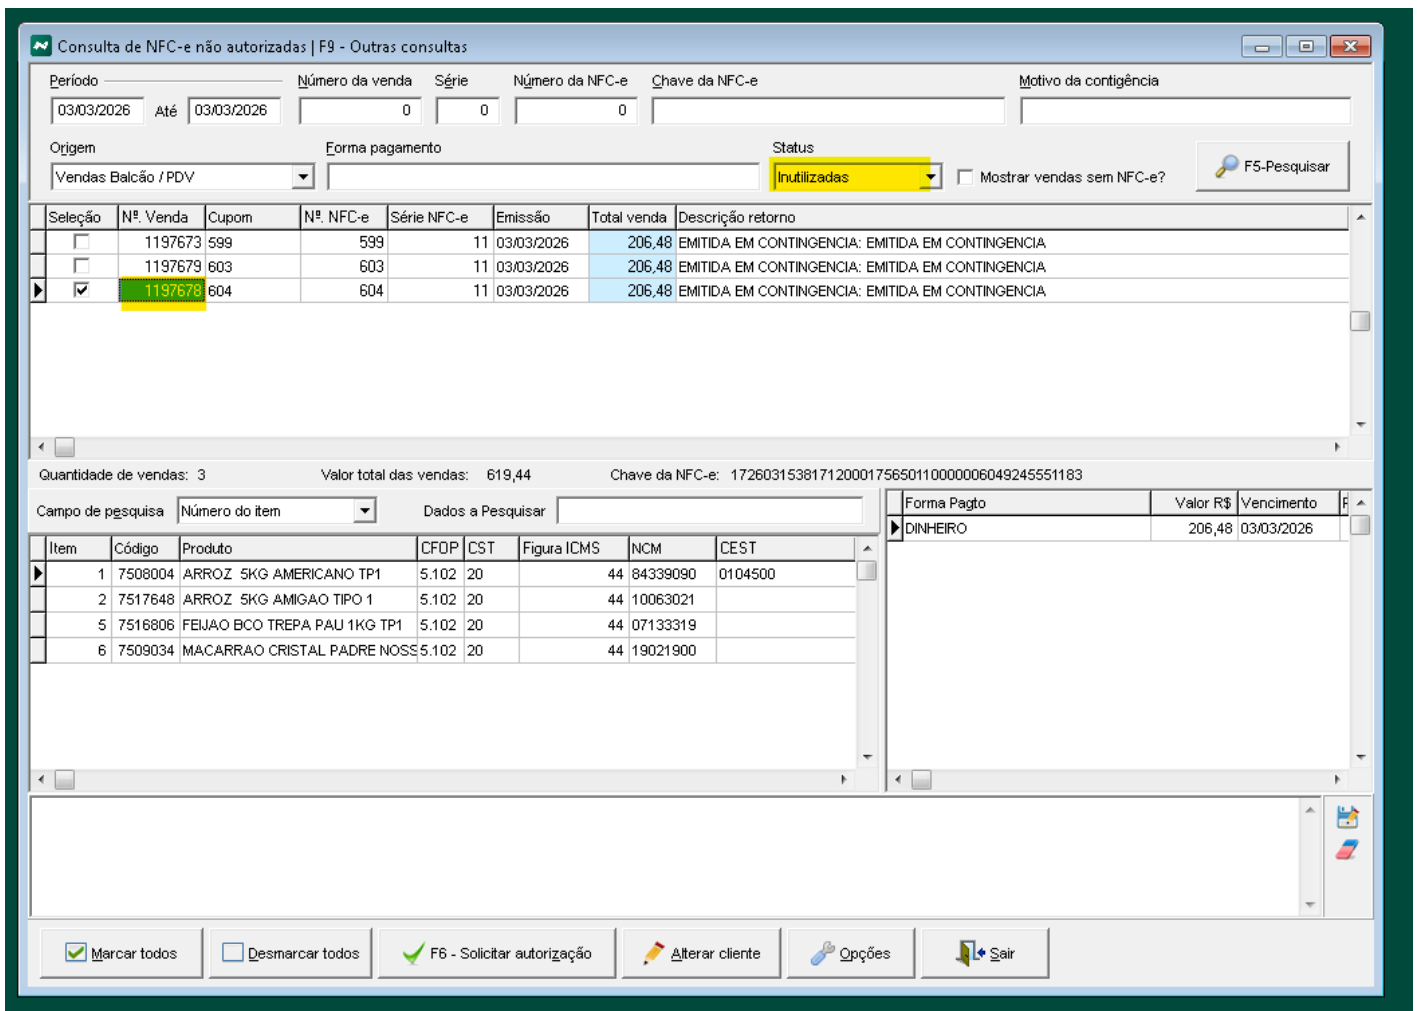 Consulta de NFC-e não autorizadas | F9 - Outras consultas
Período Número da venda Série Número da NFC-e Chave da NFC-e Motivo da contigência
03/03/2026 Até 03/03/2026 0 0 0
Origem Forma pagamento Status
Vendas Balcão / PDV Inutilizadas Mostrar vendas sem NFC-e? F5-Pesquisar
Seleção Nº. Venda Cupom Nº. NFC-e Série NFC-e Emissão Total venda Descrição retorno
1197673 599 599 11 03/03/2026 206,48 EMITIDA EM CONTINGENCIA: EMITIDA EM CONTINGENCIA
1197679 603 603 11 03/03/2026 206,48 EMITIDA EM CONTINGENCIA: EMITIDA EM CONTINGENCIA
1197678 604 604 11 03/03/2026 206,48 EMITIDA EM CONTINGENCIA: EMITIDA EM CONTINGENCIA
Quantidade de vendas: 3 Valor total das vendas: 619,44 Chave da NFC-e: 17260315381712000175650110000006049245551183
Campo de pesquisa Número do item Dados a Pesquisar
Forma Pagto Valor R$ Vencimento
DINHEIRO 206,48 03/03/2026
Item Código Produto CFOP CST Figura ICMS NCM CEST
1 7508004 ARROZ 5KG AMERICANO TP1 5.102 20 44 84339090 0104500
2 7517648 ARROZ 5KG AMIGAO TIPO 1 5.102 20 44 10063021
5 7516806 FEIJAO BCO TREPA PAU 1KG TP1 5.102 20 44 07133319
6 7509034 MACARRAO CRISTAL PADRE NOSS 5.102 20 44 19021900
Marcar todos Desmarcar todos F6 - Solicitar autorização Alterar cliente Opções Sair